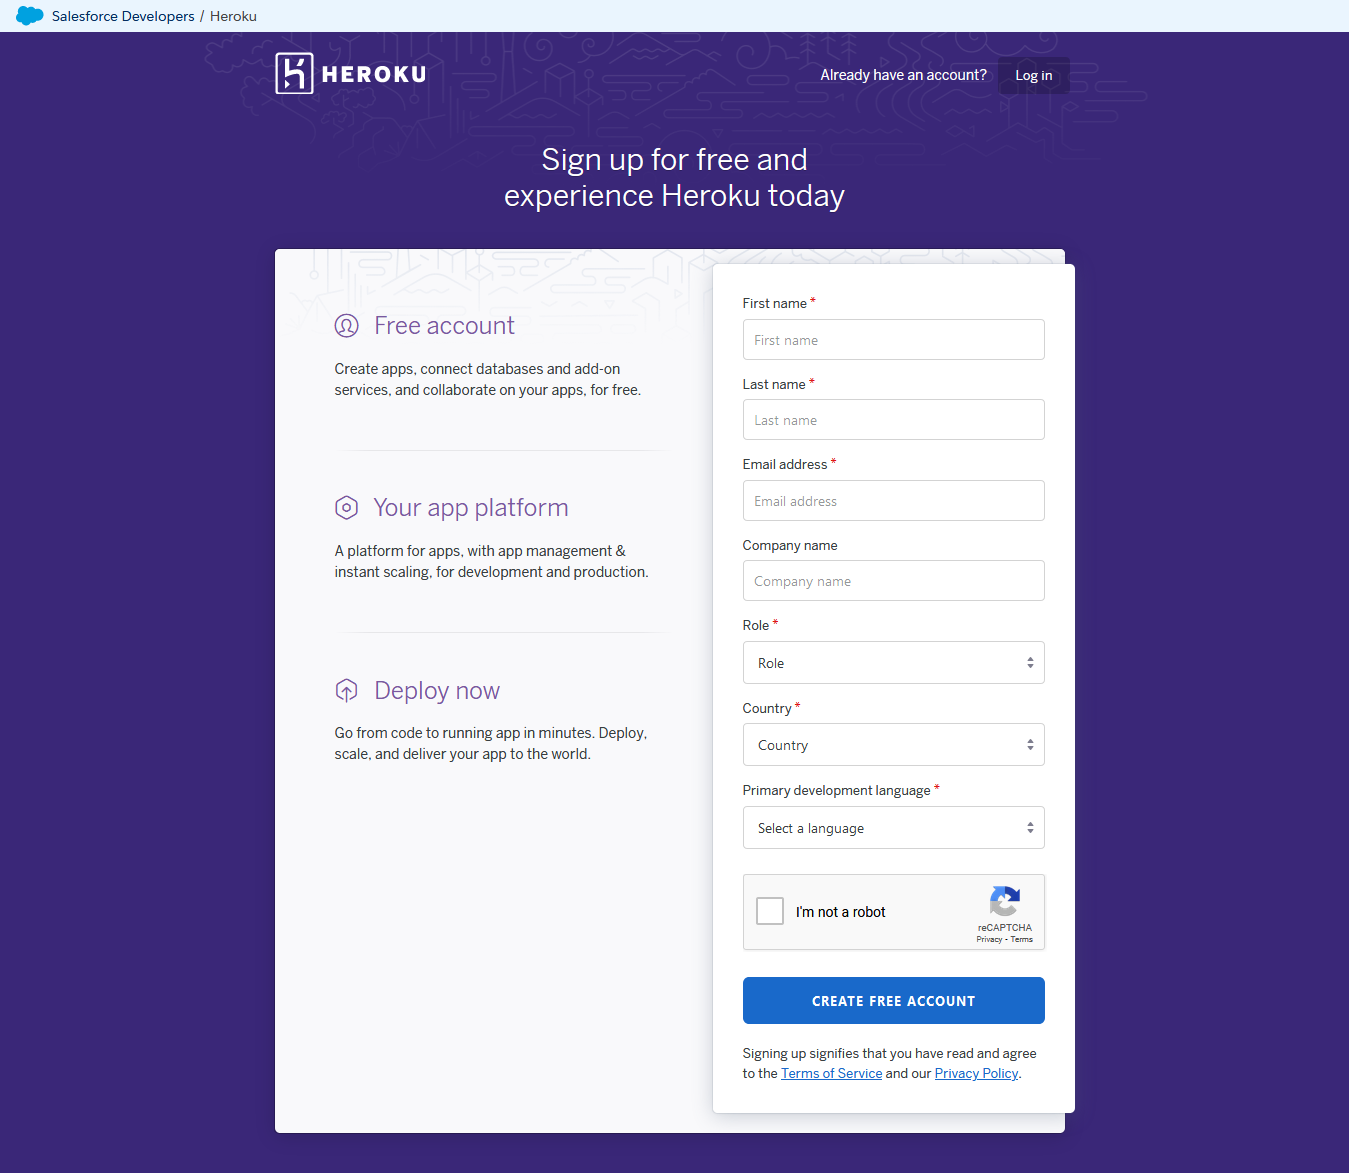 Salesforce Developers / Heroku
HEROKU
Already have an account?
Log in
Sign up for free and
experience Heroku today
Free account
Create apps, connect databases and add-on
services, and collaborate on your apps, for free.
Your app platform
A platform for apps, with app management &
instant scaling, for development and production.
Deploy now
Go from code to running app in minutes. Deploy,
scale, and deliver your app to the world.
First name *
First name
Last name *
Last name
Email address *
Email address
Company name
Company name
Role *
Role
Country *
Country
Primary development language *
Select a language
I'm not a robot
reCAPTCHA
Privacy - Terms
CREATE FREE ACCOUNT
Signing up signifies that you have read and agree
to the Terms of Service and our Privacy Policy.